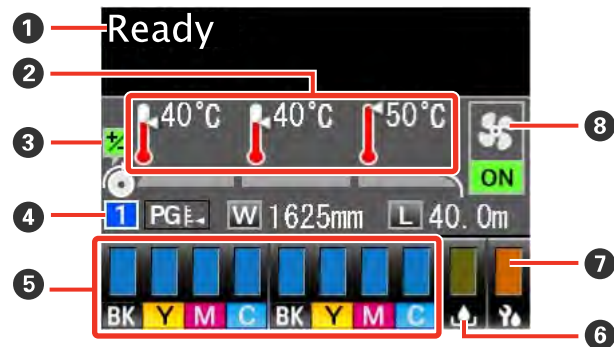 1 Ready
2
40°C 40°C 50°C
3 8
ON
4 1 PG W 1625mm L 40.0m
5 7
BK Y M C BK Y M C
6